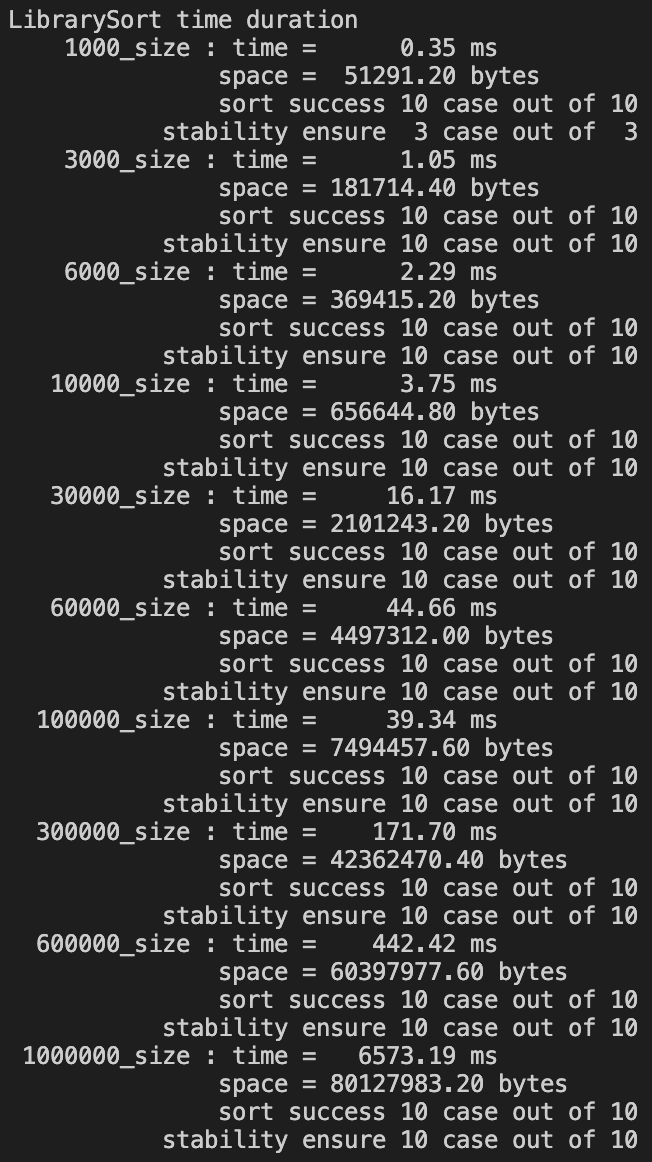 LibrarySort time duration
1000_size : time = 0.35 ms
space = 51291.20 bytes
sort success 10 case out of 10
stability ensure 3 case out of 3
3000_size : time = 1.05 ms
space = 181714.40 bytes
sort success 10 case out of 10
stability ensure 10 case out of 10
6000_size : time = 2.29 ms
space = 369415.20 bytes
sort success 10 case out of 10
stability ensure 10 case out of 10
10000_size : time = 3.75 ms
space = 656644.80 bytes
sort success 10 case out of 10
stability ensure 10 case out of 10
30000_size : time = 16.17 ms
space = 2101243.20 bytes
sort success 10 case out of 10
stability ensure 10 case out of 10
60000_size : time = 44.66 ms
space = 4497312.00 bytes
sort success 10 case out of 10
stability ensure 10 case out of 10
100000_size : time = 39.34 ms
space = 7494457.60 bytes
sort success 10 case out of 10
stability ensure 10 case out of 10
300000_size : time = 171.70 ms
space = 42362470.40 bytes
sort success 10 case out of 10
stability ensure 10 case out of 10
600000_size : time = 442.42 ms
space = 60397977.60 bytes
sort success 10 case out of 10
stability ensure 10 case out of 10
1000000_size : time = 6573.19 ms
space = 80127983.20 bytes
sort success 10 case out of 10
stability ensure 10 case out of 10